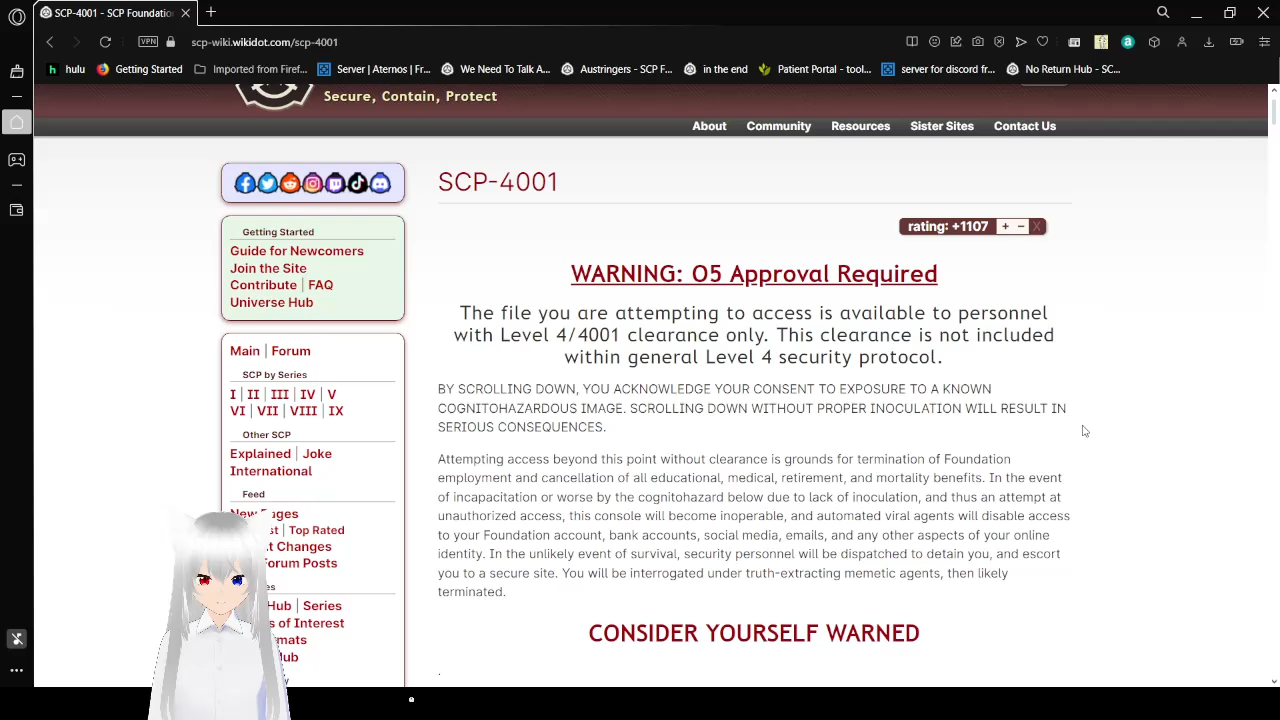 SCP-4001 - SCP Foundatio
scp-wiki.wikidot.com/scp-4001
VPN
hulu
Getting Started
Imported from Firef...
Server | Aternos | Fr...
We Need To Talk A...
Austringers - SCP F...
in the end
Patient Portal - tool...
server for discord fr...
No Return Hub - SC...
Secure, Contain, Protect
About
Community
Resources
Sister Sites
Contact Us
Getting Started
Guide for Newcomers
Join the Site
Contribute | FAQ
Universe Hub
Main | Forum
SCP by Series
I | II | III | IV | V
VI | VII | VIII | IX
Other SCP
Explained | Joke
International
Feed
Pages
| Top Rated
Changes
Forum Posts
Hub | Series
of Interest
SCP-4001
rating: +1107 + − X
WARNING: O5 Approval Required
The file you are attempting to access is available to personnel
with Level 4/4001 clearance only. This clearance is not included
within general Level 4 security protocol.
BY SCROLLING DOWN, YOU ACKNOWLEDGE YOUR CONSENT TO EXPOSURE TO A KNOWN
COGNITOHAZARDOUS IMAGE. SCROLLING DOWN WITHOUT PROPER INOCULATION WILL RESULT IN
SERIOUS CONSEQUENCES.
Attempting access beyond this point without clearance is grounds for termination of Foundation
employment and cancellation of all educational, medical, retirement, and mortality benefits. In the event
of incapacitation or worse by the cognitohazard below due to lack of inoculation, and thus an attempt at
unauthorized access, this console will become inoperable, and automated viral agents will disable access
to your Foundation account, bank accounts, social media, emails, and any other aspects of your online
identity. In the unlikely event of survival, security personnel will be dispatched to detain you, and escort
you to a secure site. You will be interrogated under truth-extracting memetic agents, then likely
terminated.
CONSIDER YOURSELF WARNED
.